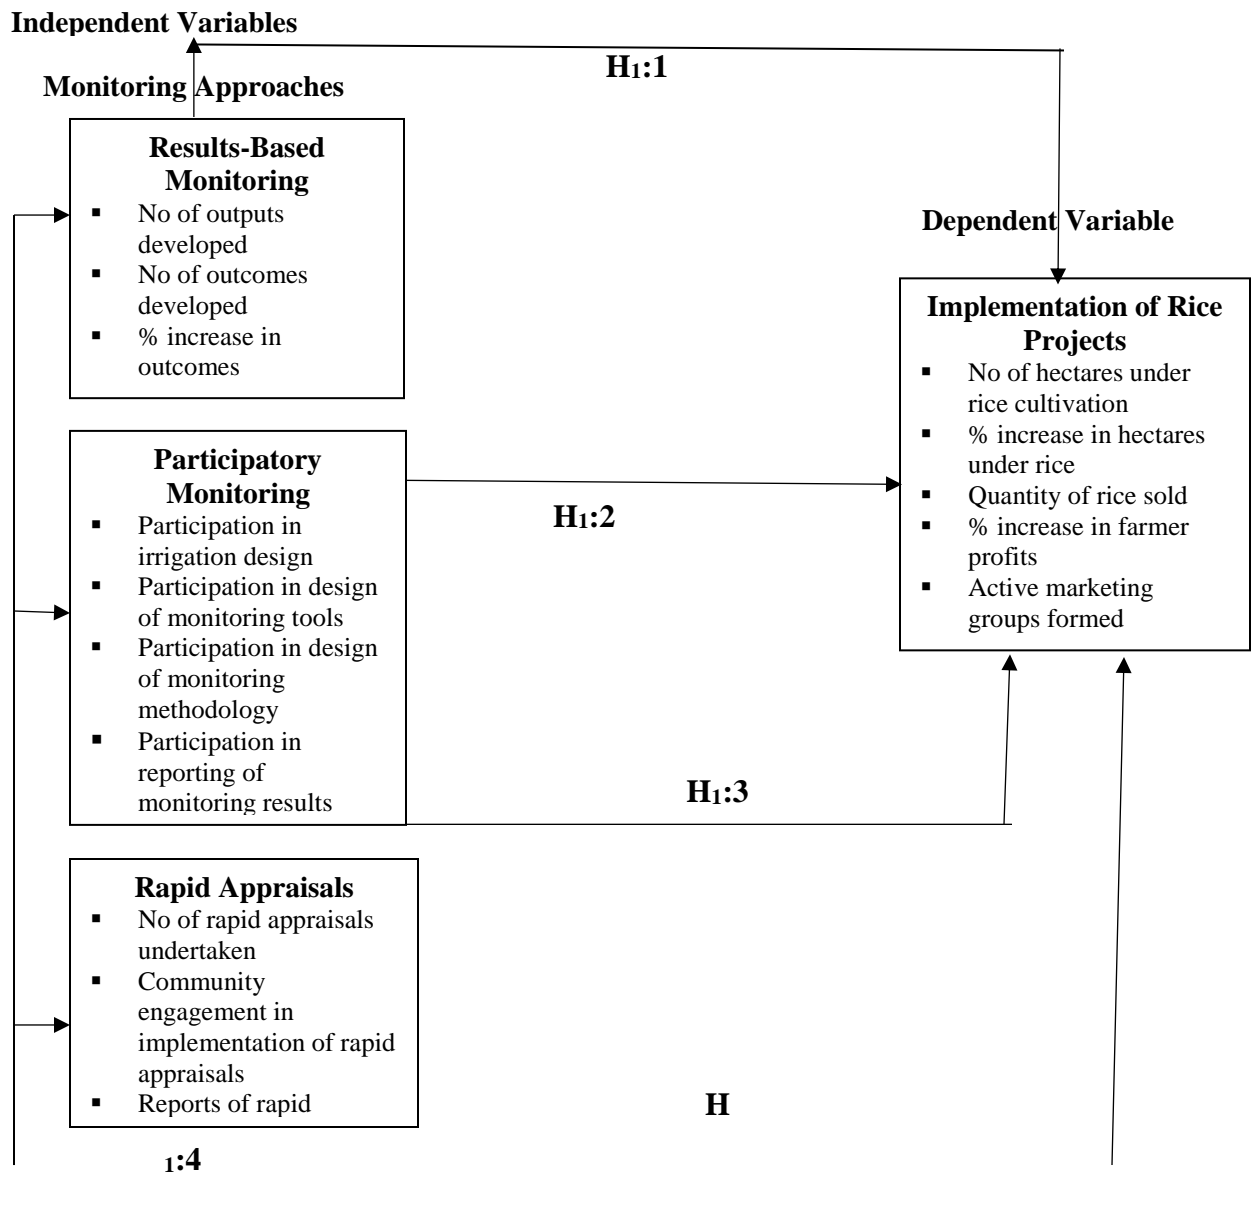 Independent Variables
H1:1
Monitoring Approaches
Results-Based
Monitoring
▪ No of outputs
developed
▪ No of outcomes
developed
▪ % increase in
outcomes
Dependent Variable
Implementation of Rice
Projects
▪ No of hectares under
rice cultivation
▪ % increase in hectares
under rice
▪ Quantity of rice sold
▪ % increase in farmer
profits
▪ Active marketing
groups formed
Participatory
Monitoring
▪ Participation in
irrigation design
▪ Participation in design
of monitoring tools
▪ Participation in design
of monitoring
methodology
▪ Participation in
reporting of
monitoring results
H1:2
H1:3
Rapid Appraisals
▪ No of rapid appraisals
undertaken
▪ Community
engagement in
implementation of rapid
appraisals
▪ Reports of rapid
H
1:4